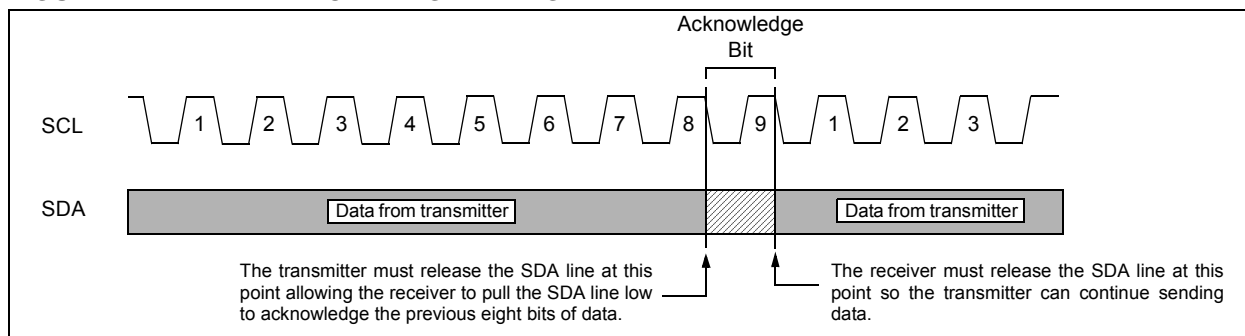 Acknowledge
Bit
SCL
1 2 3 4 5 6 7 8 9 1 2 3
SDA
Data from transmitter
Data from transmitter
The transmitter must release the SDA line at this
point allowing the receiver to pull the SDA line low
to acknowledge the previous eight bits of data.
The receiver must release the SDA line at this
point so the transmitter can continue sending
data.